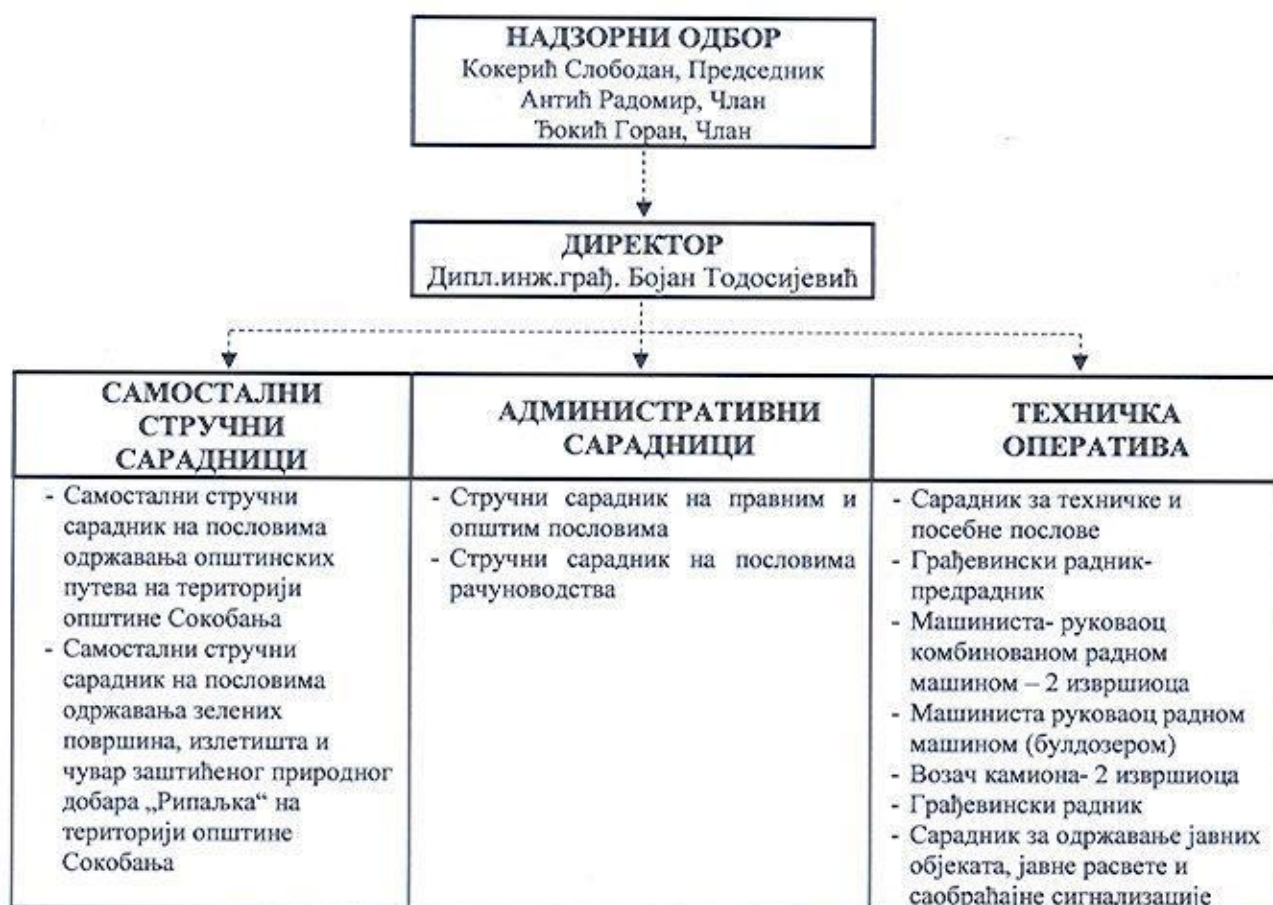 НАДЗОРНИ ОДБОР
Кокерић Слободан, Председник
Антић Радомир, Члан
Ђокић Горан, Члан
ДИРЕКТОР
Дипл.инж.грађ. Бојан Тодосијевић
САМОСТАЛНИ
СТРУЧНИ
САРАДНИЦИ
- Самостални стручни
сарадник на пословима
одржавања општинских
путева на територији
општине Сокобања
- Самостални стручни
сарадник на пословима
одржавања зелених
површина, излетишта и
чувар заштићеног природног
добара „Рипаљка“ на
територији општине
Сокобања
АДМИНИСТРАТИВНИ
САРАДНИЦИ
- Стручни сарадник на правним и
општим пословима
- Стручни сарадник на пословима
рачуноводства
ТЕХНИЧКА
ОПЕРАТИВА
- Сарадник за техничке и
посебне послове
- Грађевински радник-
предрадник
- Машиниста- руковаоц
комбинованом радном
машином – 2 извршиоца
- Машиниста руковаоц радном
машином (булдозером)
- Возач камиона- 2 извршиоца
- Грађевински радник
- Сарадник за одржавање јавних
објеката, јавне расвете и
саобраћајне сигнализације